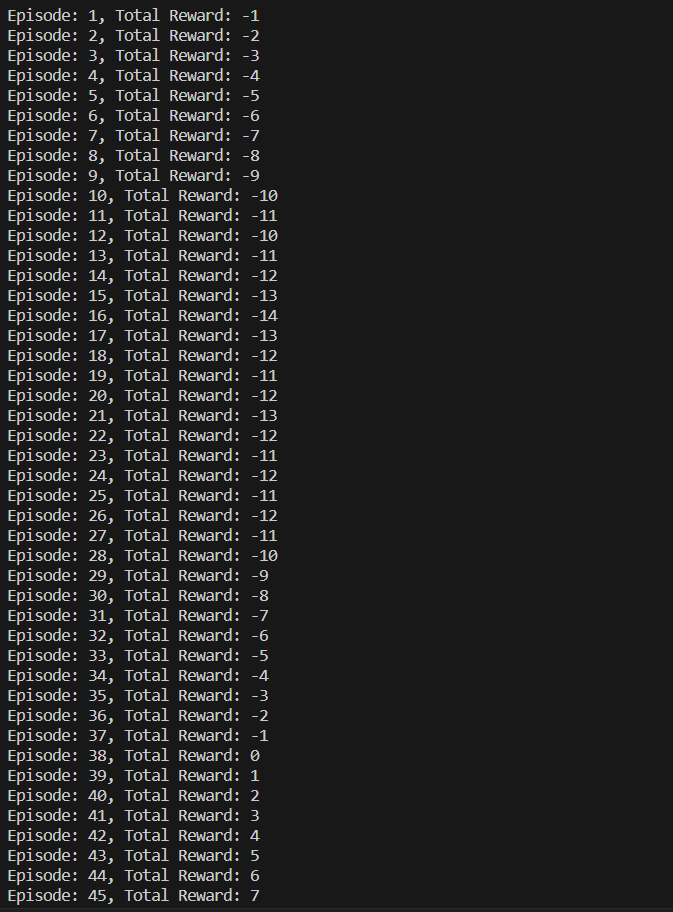 Episode: 1, Total Reward: -1
Episode: 2, Total Reward: -2
Episode: 3, Total Reward: -3
Episode: 4, Total Reward: -4
Episode: 5, Total Reward: -5
Episode: 6, Total Reward: -6
Episode: 7, Total Reward: -7
Episode: 8, Total Reward: -8
Episode: 9, Total Reward: -9
Episode: 10, Total Reward: -10
Episode: 11, Total Reward: -11
Episode: 12, Total Reward: -10
Episode: 13, Total Reward: -11
Episode: 14, Total Reward: -12
Episode: 15, Total Reward: -13
Episode: 16, Total Reward: -14
Episode: 17, Total Reward: -13
Episode: 18, Total Reward: -12
Episode: 19, Total Reward: -11
Episode: 20, Total Reward: -12
Episode: 21, Total Reward: -13
Episode: 22, Total Reward: -12
Episode: 23, Total Reward: -11
Episode: 24, Total Reward: -12
Episode: 25, Total Reward: -11
Episode: 26, Total Reward: -12
Episode: 27, Total Reward: -11
Episode: 28, Total Reward: -10
Episode: 29, Total Reward: -9
Episode: 30, Total Reward: -8
Episode: 31, Total Reward: -7
Episode: 32, Total Reward: -6
Episode: 33, Total Reward: -5
Episode: 34, Total Reward: -4
Episode: 35, Total Reward: -3
Episode: 36, Total Reward: -2
Episode: 37, Total Reward: -1
Episode: 38, Total Reward: 0
Episode: 39, Total Reward: 1
Episode: 40, Total Reward: 2
Episode: 41, Total Reward: 3
Episode: 42, Total Reward: 4
Episode: 43, Total Reward: 5
Episode: 44, Total Reward: 6
Episode: 45, Total Reward: 7